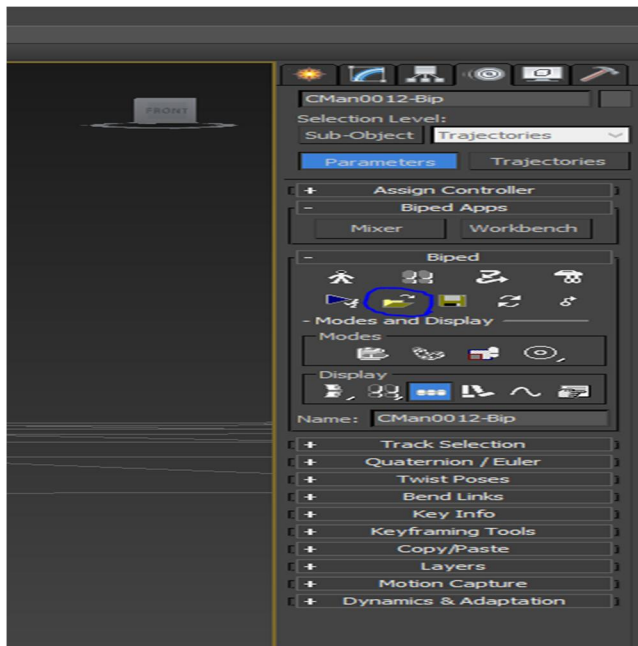 FRONT
CMan0012-Bip
Selection Level:
Sub-Object Trajectories
Parameters Trajectories
+ Assign Controller
- Biped Apps
Mixer Workbench
- Biped
- Modes and Display
Modes
Display
Name: CMan0012-Bip
+ Track Selection
+ Quaternion / Euler
+ Twist Poses
+ Bend Links
+ Key Info
+ Keyframing Tools
+ Copy/Paste
+ Layers
+ Motion Capture
+ Dynamics & Adaptation